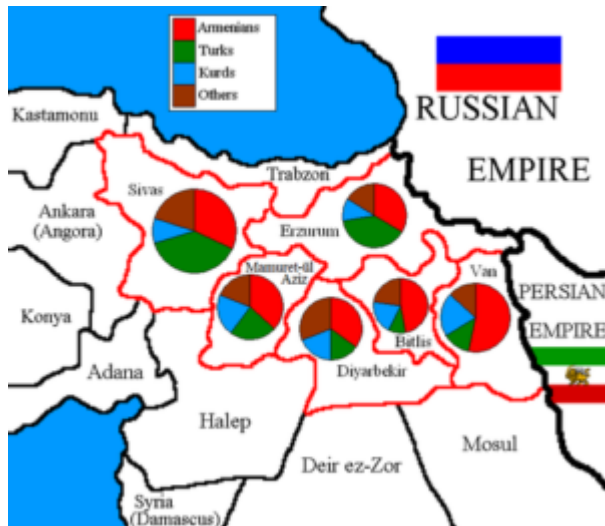 Armenians
Turks
Kurds
Others
RUSSIAN
EMPIRE
Kastamonu
Trabzon
Sivas
Erzurum
Ankara
(Angora)
Mamuret-ül
Aziz
Van
PERSIAN
EMPIRE
Konya
Bitlis
Adana
Diyarbekir
Halep
Mosul
Deir ez-Zor
Syria
(Damascus)